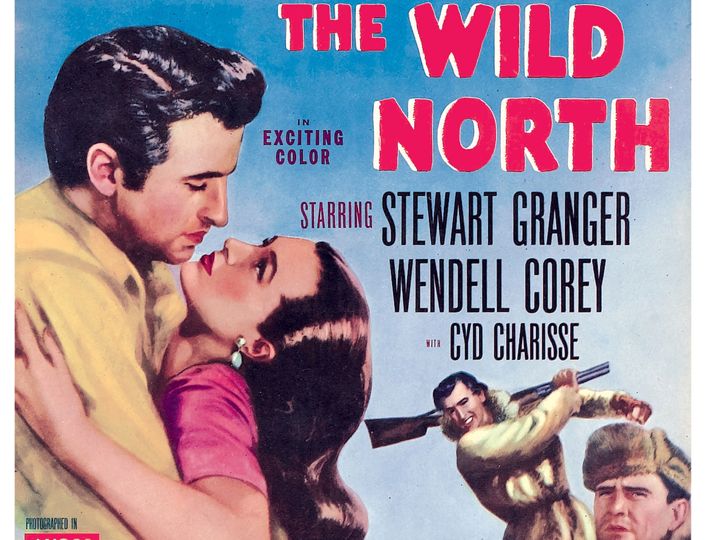 THE WILD
NORTH
IN
EXCITING
COLOR
STARRING STEWART GRANGER
WENDELL COREY
WITH CYD CHARISSE
PHOTOGRAPHED IN